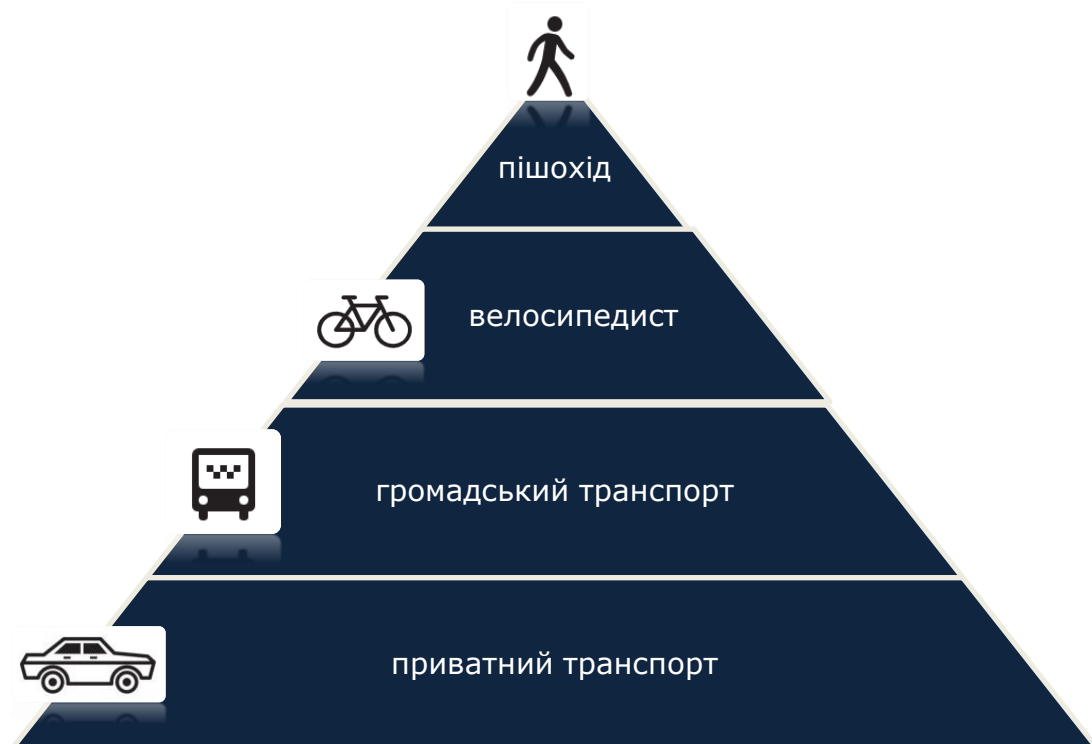 пішохід
велосипедист
громадський транспорт
приватний транспорт